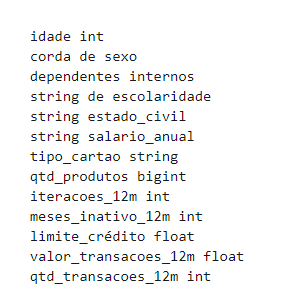 idade int
corda de sexo
dependentes internos
string de escolaridade
string estado_civil
string salario_anual
tipo_cartao string
qtd_produtos bigint
iteracoes_12m int
meses_inativo_12m int
limite_crédito float
valor_transacoes_12m float
qtd_transacoes_12m int